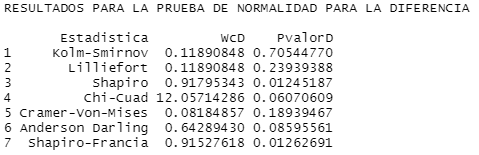 RESULTADOS PARA LA PRUEBA DE NORMALIDAD PARA LA DIFERENCIA
Estadistica WcD PvalorD
1 Kolm-Smirnov 0.11890848 0.70544770
2 Lilliefort 0.11890848 0.23939388
3 Shapiro 0.91795343 0.01245187
4 Chi-Cuad 12.05714286 0.06070609
5 Cramer-Von-Mises 0.08184857 0.18939467
6 Anderson Darling 0.64289430 0.08595561
7 Shapiro-Francia 0.91527618 0.01262691